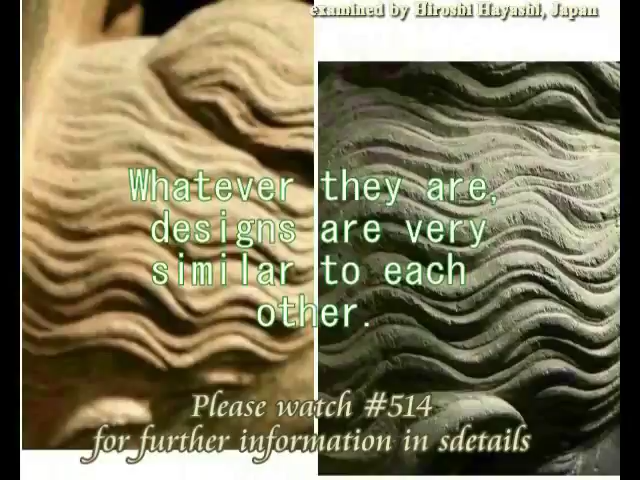 examined by Hiroshi Hayashi, Japan
Whatever they are,
designs are very
similar to each
other.
Please watch #514
for further information in sdetails